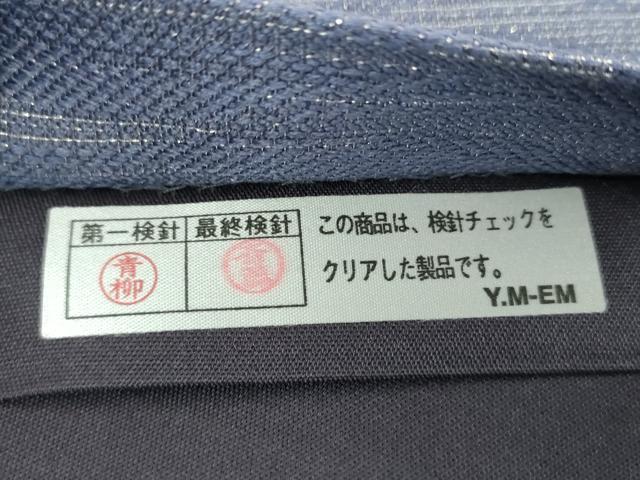 第一検針 最終検針
青柳
この商品は、検針チェックを
クリアした製品です。
Y.M-EM